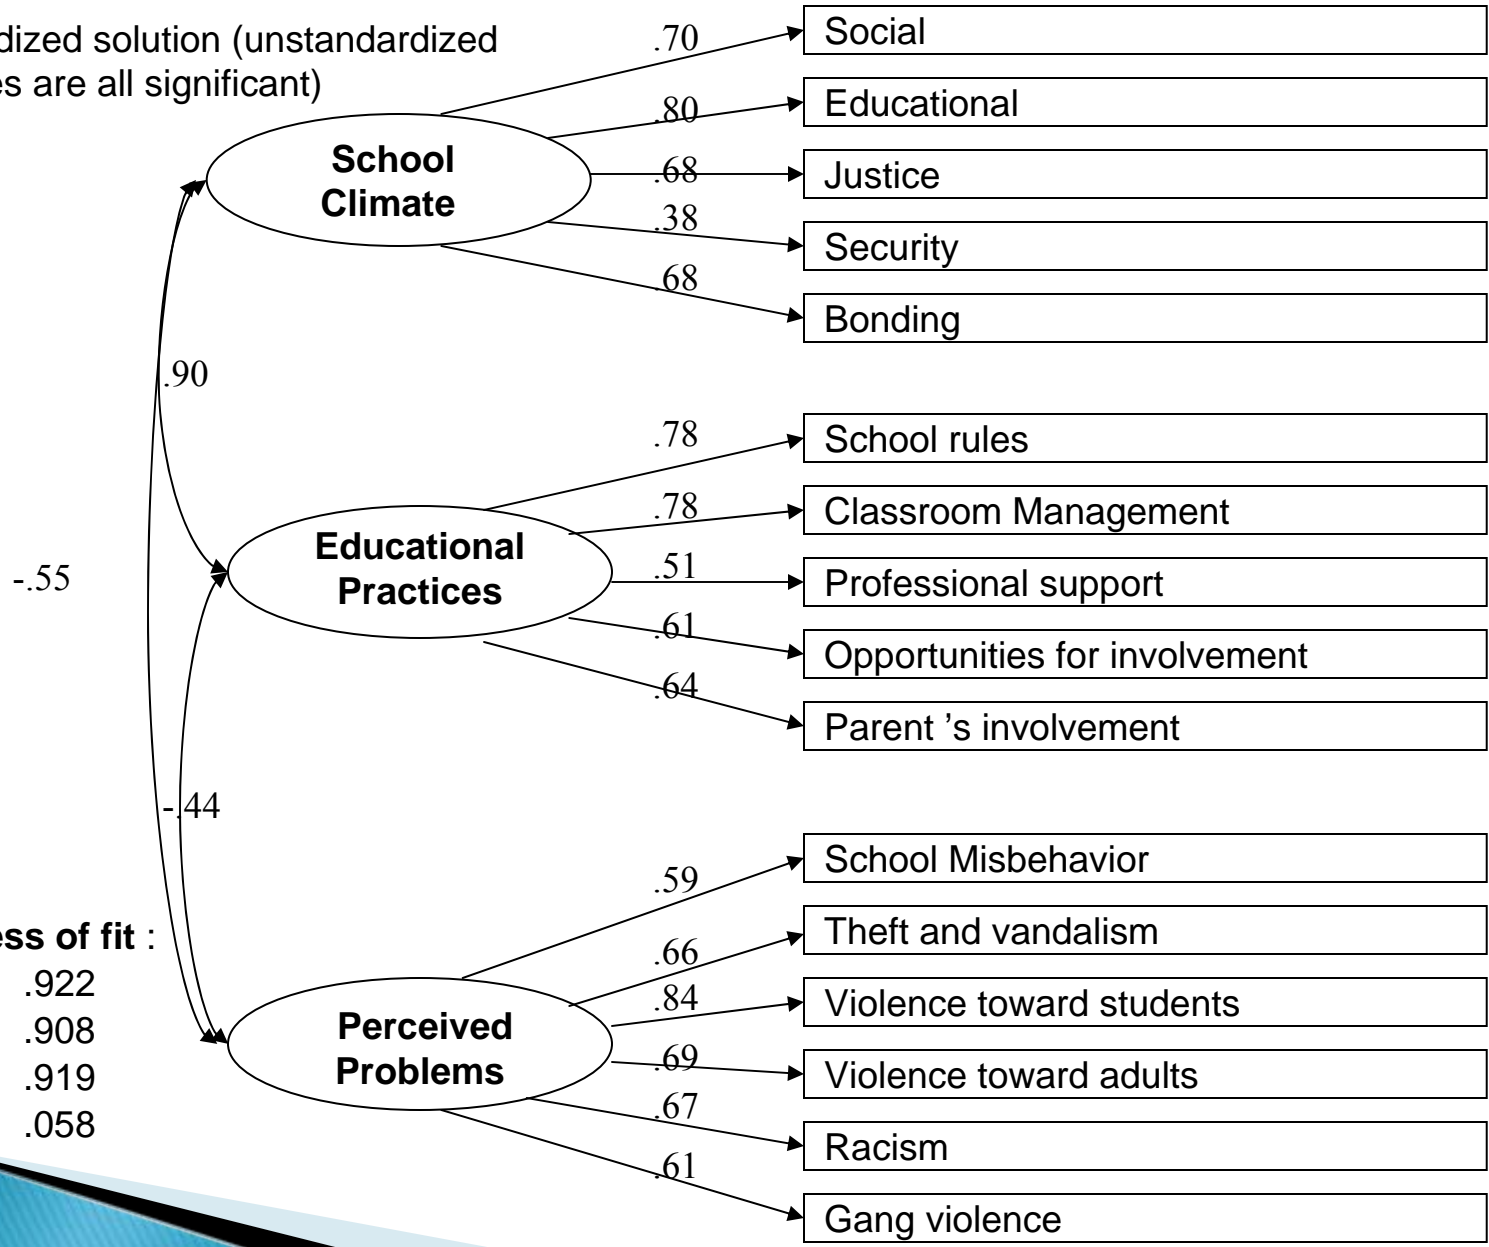 dized solution (unstandardized
es are all significant)
School
Climate
.70
Social
.80
Educational
.68
Justice
.38
Security
.68
Bonding
.90
Educational
Practices
.78
School rules
.78
Classroom Management
.51
Professional support
.61
Opportunities for involvement
.64
Parent 's involvement
-.55
-.44
Perceived
Problems
.59
School Misbehavior
.66
Theft and vandalism
.84
Violence toward students
.69
Violence toward adults
.67
Racism
.61
Gang violence
ess of fit :
.922
.908
.919
.058